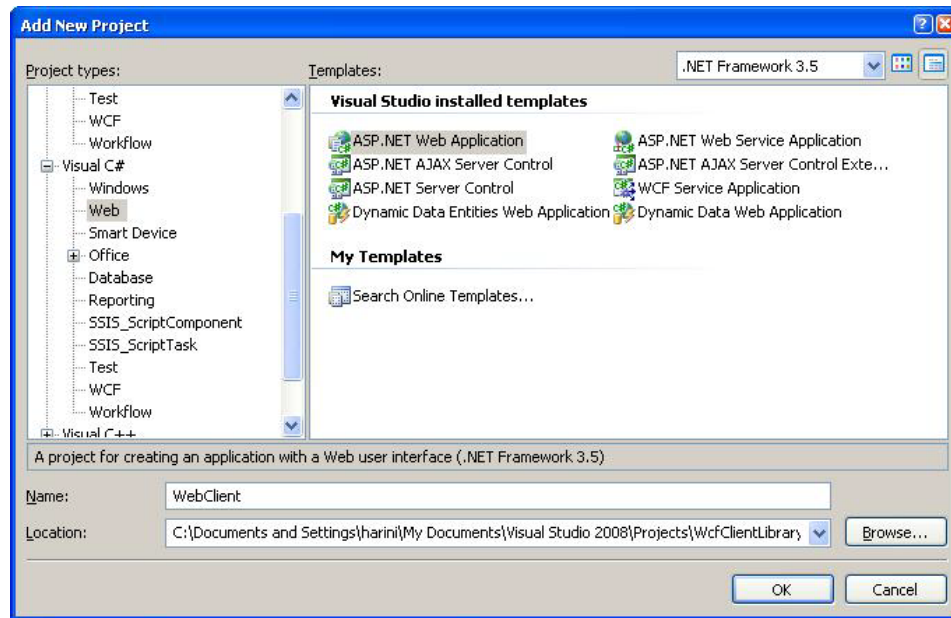 Add New Project
Project types:
Templates:
.NET Framework 3.5
Test
WCF
Workflow
Visual C#
Windows
Web
Smart Device
Office
Database
Reporting
SSIS_ScriptComponent
SSIS_ScriptTask
Test
WCF
Workflow
Visual C++
Visual Studio installed templates
ASP.NET Web Application
ASP.NET Web Service Application
ASP.NET AJAX Server Control
ASP.NET AJAX Server Control Exte...
ASP.NET Server Control
WCF Service Application
Dynamic Data Entities Web Application
Dynamic Data Web Application
My Templates
Search Online Templates...
A project for creating an application with a Web user interface (.NET Framework 3.5)
Name:
WebClient
Location:
C:\Documents and Settings\harini\My Documents\Visual Studio 2008\Projects\WcfClientLibrary
Browse...
OK
Cancel